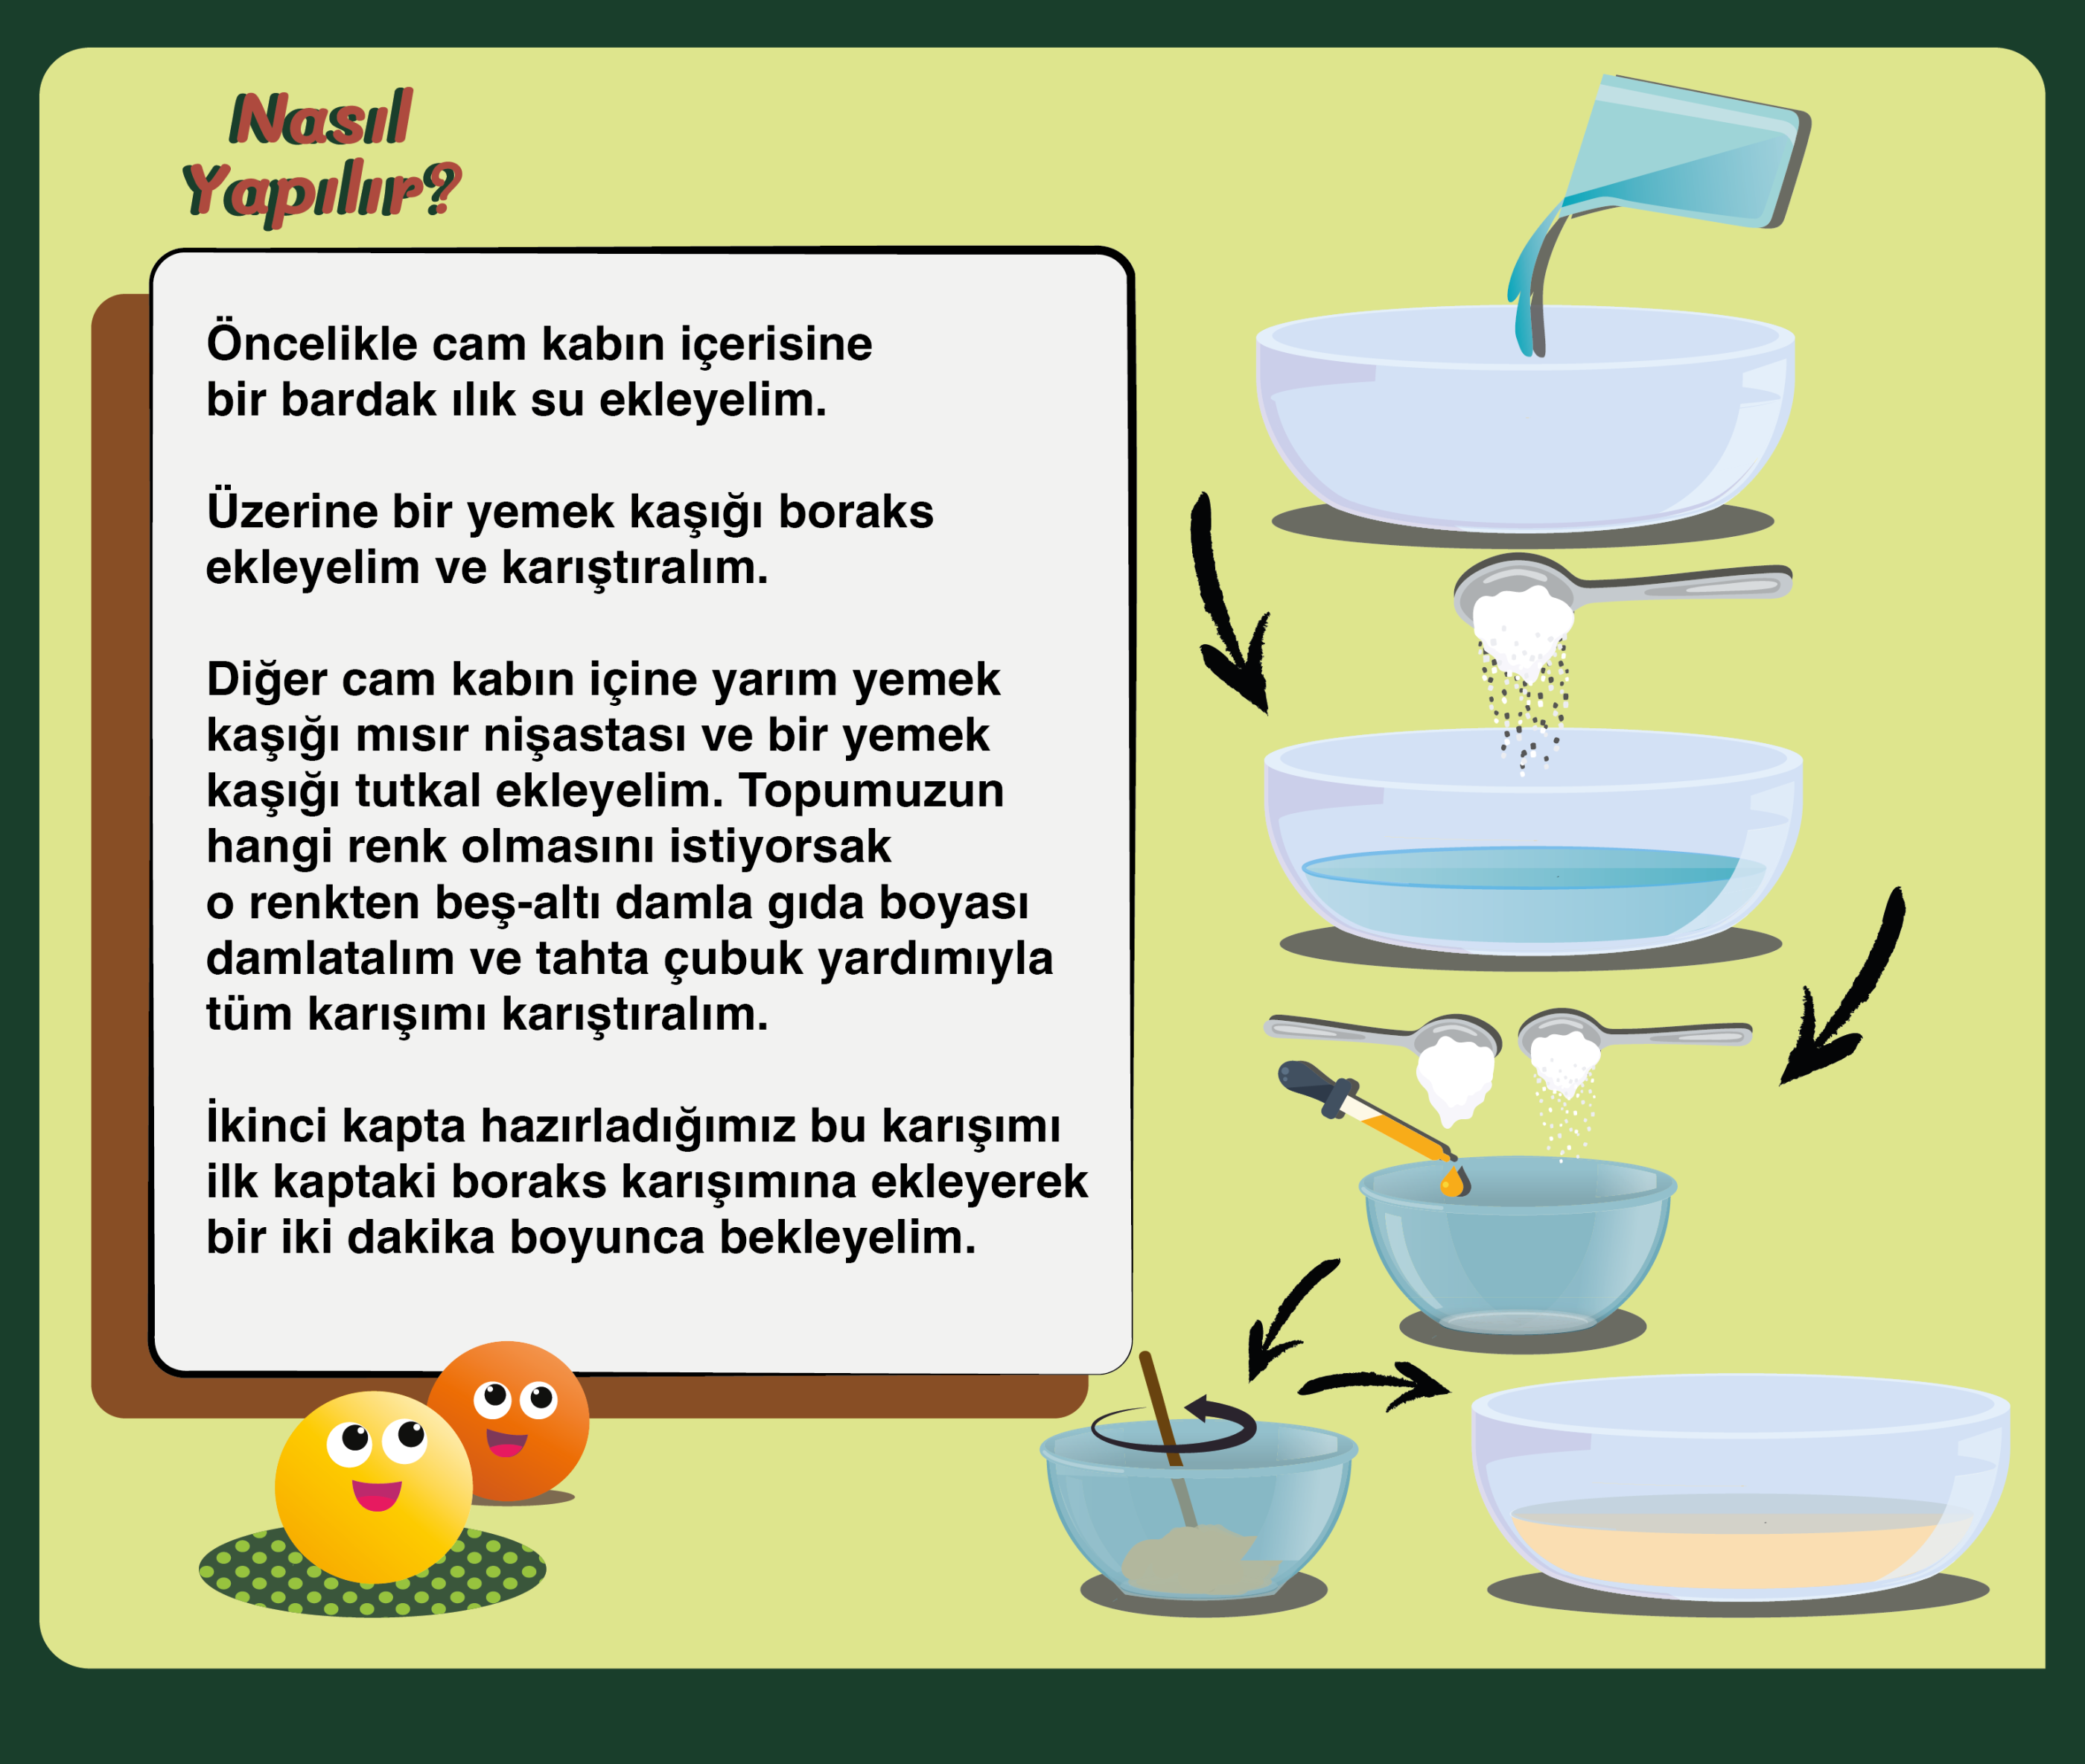 Nasıl
Yapılır?
Öncelikle cam kabın içerisine
bir bardak ılık su ekleyelim.
Üzerine bir yemek kaşığı boraks
ekleyelim ve karıştıralım.
Diğer cam kabın içine yarım yemek
kaşığı mısır nişastası ve bir yemek
kaşığı tutkal ekleyelim. Topumuzun
hangi renk olmasını istiyorsak
o renkten beş-altı damla gıda boyası
damlatalım ve tahta çubuk yardımıyla
tüm karışımı karıştıralım.
İkinci kapta hazırladığımız bu karışımı
ilk kaptaki boraks karışımına ekleyerek
bir iki dakika boyunca bekleyelim.